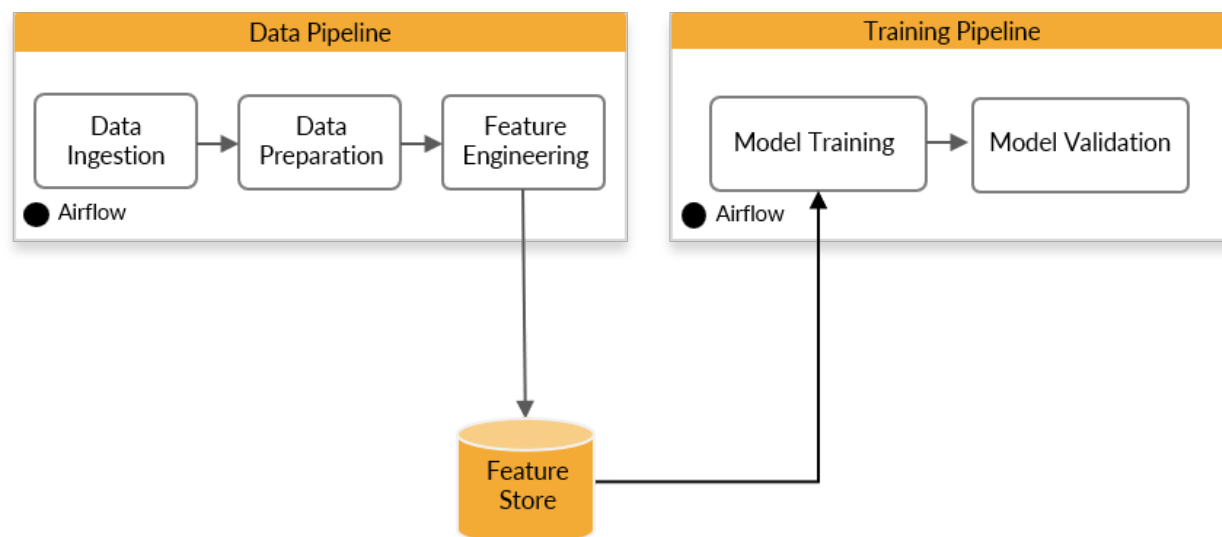 Data Pipeline
Data
Ingestion
Data
Preparation
Feature
Engineering
Airflow
Training Pipeline
Model Training
Model Validation
Airflow
Feature
Store